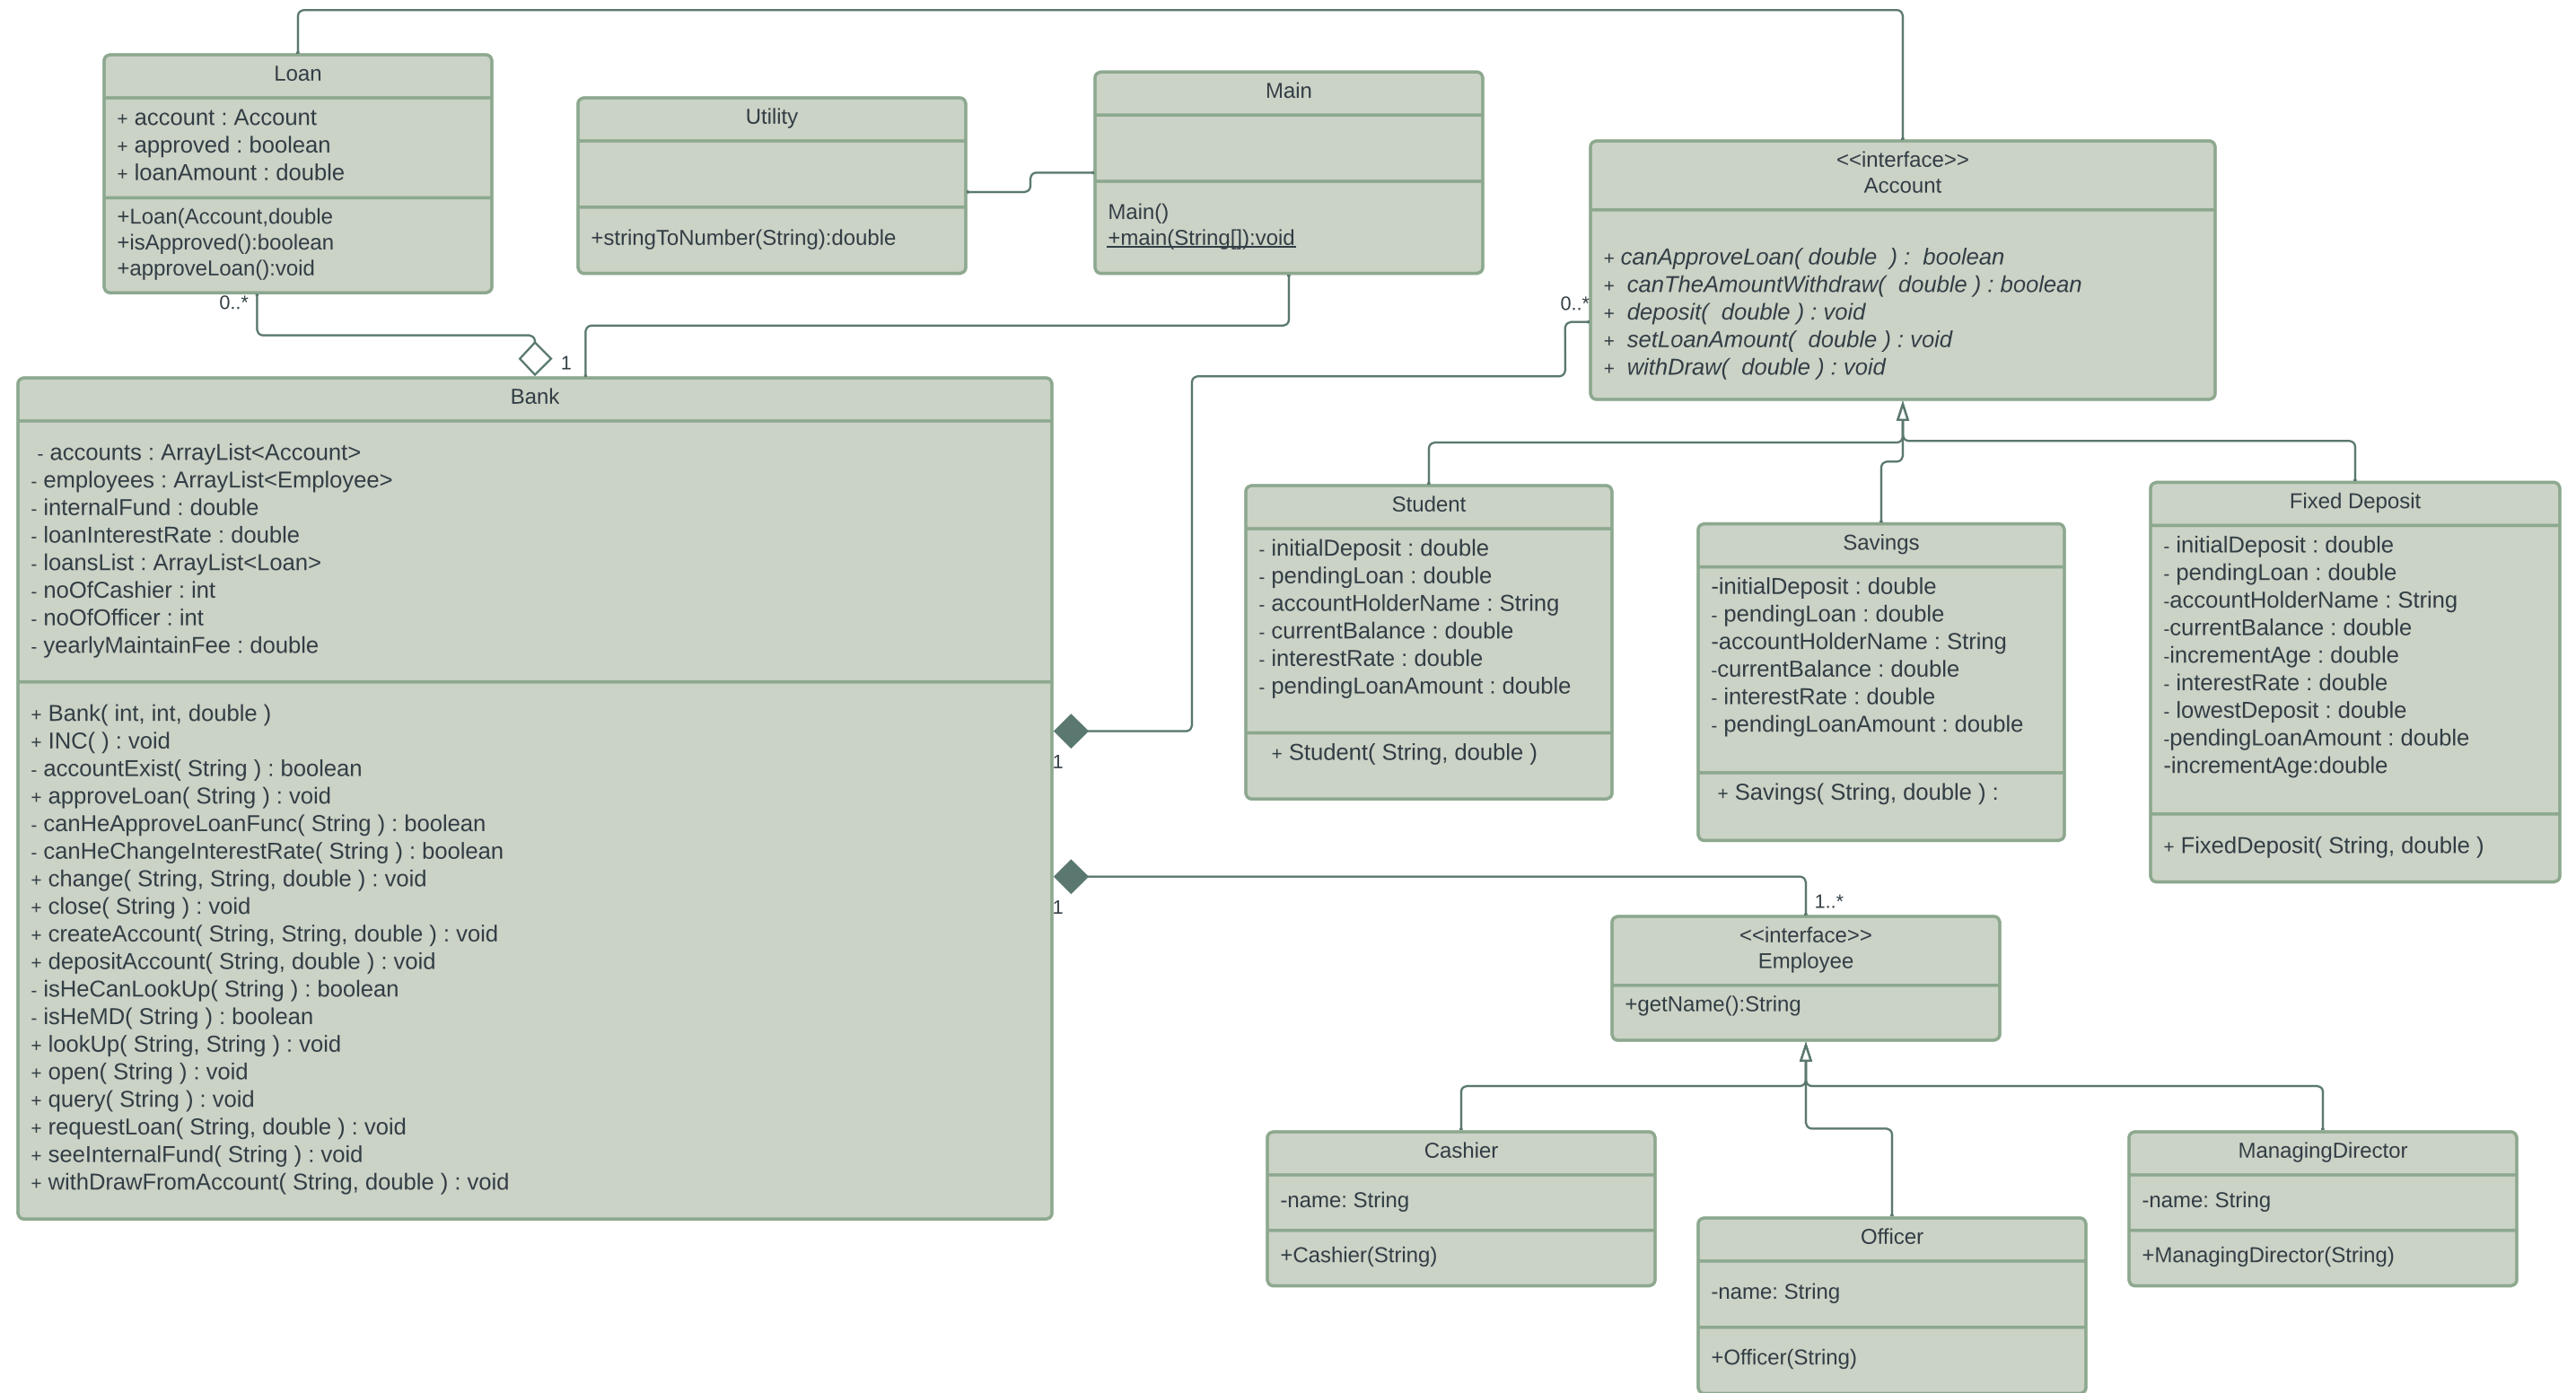 Loan
+ account : Account
+ approved : boolean
+ loanAmount : double
+Loan(Account,double
+isApproved():boolean
+approveLoan():void
0..*
Utility
+stringToNumber(String):double
Main
Main()
+main(String[]):void
<<interface>>
Account
+ canApproveLoan( double ) : boolean
+ canTheAmountWithdraw( double ) : boolean
+ deposit( double ) : void
+ setLoanAmount( double ) : void
+ withDraw( double ) : void
0..*
1
Bank
- accounts : ArrayList<Account>
- employees : ArrayList<Employee>
- internalFund : double
- loanInterestRate : double
- loansList : ArrayList<Loan>
- noOfCashier : int
- noOfOfficer : int
- yearlyMaintainFee : double
+ Bank( int, int, double )
+ INC( ) : void
- accountExist( String ) : boolean
+ approveLoan( String ) : void
- canHeApproveLoanFunc( String ) : boolean
- canHeChangeInterestRate( String ) : boolean
+ change( String, String, double ) : void
+ close( String ) : void
+ createAccount( String, String, double ) : void
+ depositAccount( String, double ) : void
- isHeCanLookUp( String ) : boolean
- isHeMD( String ) : boolean
+ lookUp( String, String ) : void
+ open( String ) : void
+ query( String ) : void
+ requestLoan( String, double ) : void
+ seeInternalFund( String ) : void
+ withDrawFromAccount( String, double ) : void
1
1
Student
- initialDeposit : double
- pendingLoan : double
- accountHolderName : String
- currentBalance : double
- interestRate : double
- pendingLoanAmount : double
+ Student( String, double )
Savings
-initialDeposit : double
- pendingLoan : double
-accountHolderName : String
-currentBalance : double
- interestRate : double
- pendingLoanAmount : double
+ Savings( String, double ) :
Fixed Deposit
- initialDeposit : double
- pendingLoan : double
-accountHolderName : String
-currentBalance : double
-incrementAge : double
- interestRate : double
- lowestDeposit : double
-pendingLoanAmount : double
-incrementAge:double
+ FixedDeposit( String, double )
1..*
<<interface>>
Employee
+getName():String
Cashier
-name: String
+Cashier(String)
Officer
-name: String
+Officer(String)
ManagingDirector
-name: String
+ManagingDirector(String)